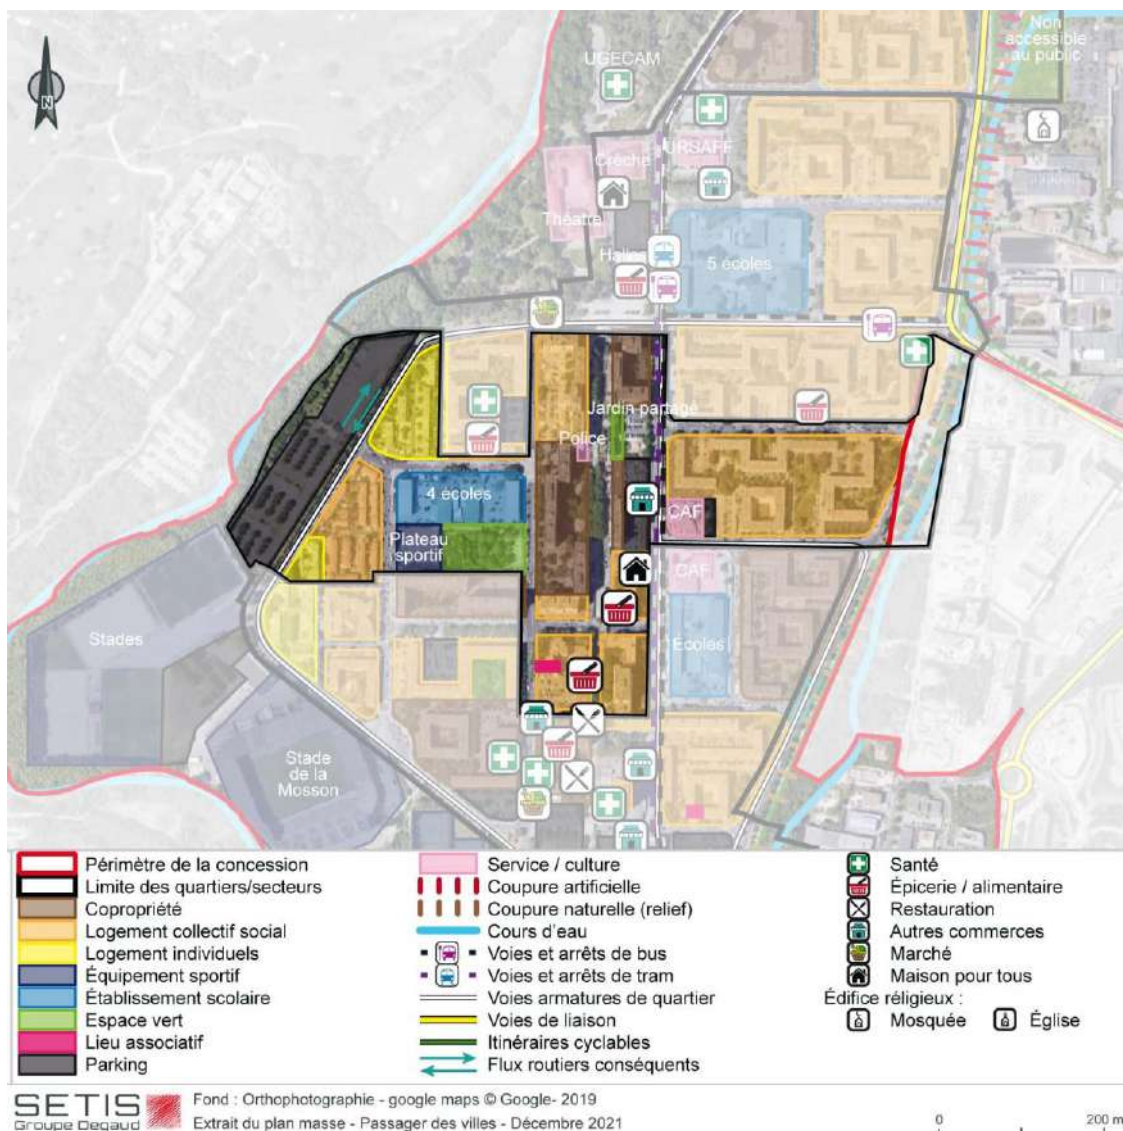 Non
accessible
au public
UGECAM
URSAFF
Crèche
Théatre
5 écoles
Halles
N
Jardin partagé
Police
4 écoles
CAF
Plateau
sportif
CAF
Stades
Écoles
Stade
de la
Mosson
Périmètre de la concession
Limite des quartiers/secteurs
Copropriété
Logement collectif social
Logement individuels
Équipement sportif
Établissement scolaire
Espace vert
Lieu associatif
Parking
Service / culture
Coupure artificielle
Coupure naturelle (relief)
Cours d'eau
Voies et arrêts de bus
Voies et arrêts de tram
Voies armatures de quartier
Voies de liaison
Itinéraires cyclables
Flux routiers conséquents
Santé
Épicerie / alimentaire
Restauration
Autres commerces
Marché
Maison pour tous
Édifice réligieux :
Mosquée Église
SETIS
Groupe Degaud
Fond : Orthophotographie - google maps © Google- 2019
Extrait du plan masse - Passager des villes - Décembre 2021
0 200 m